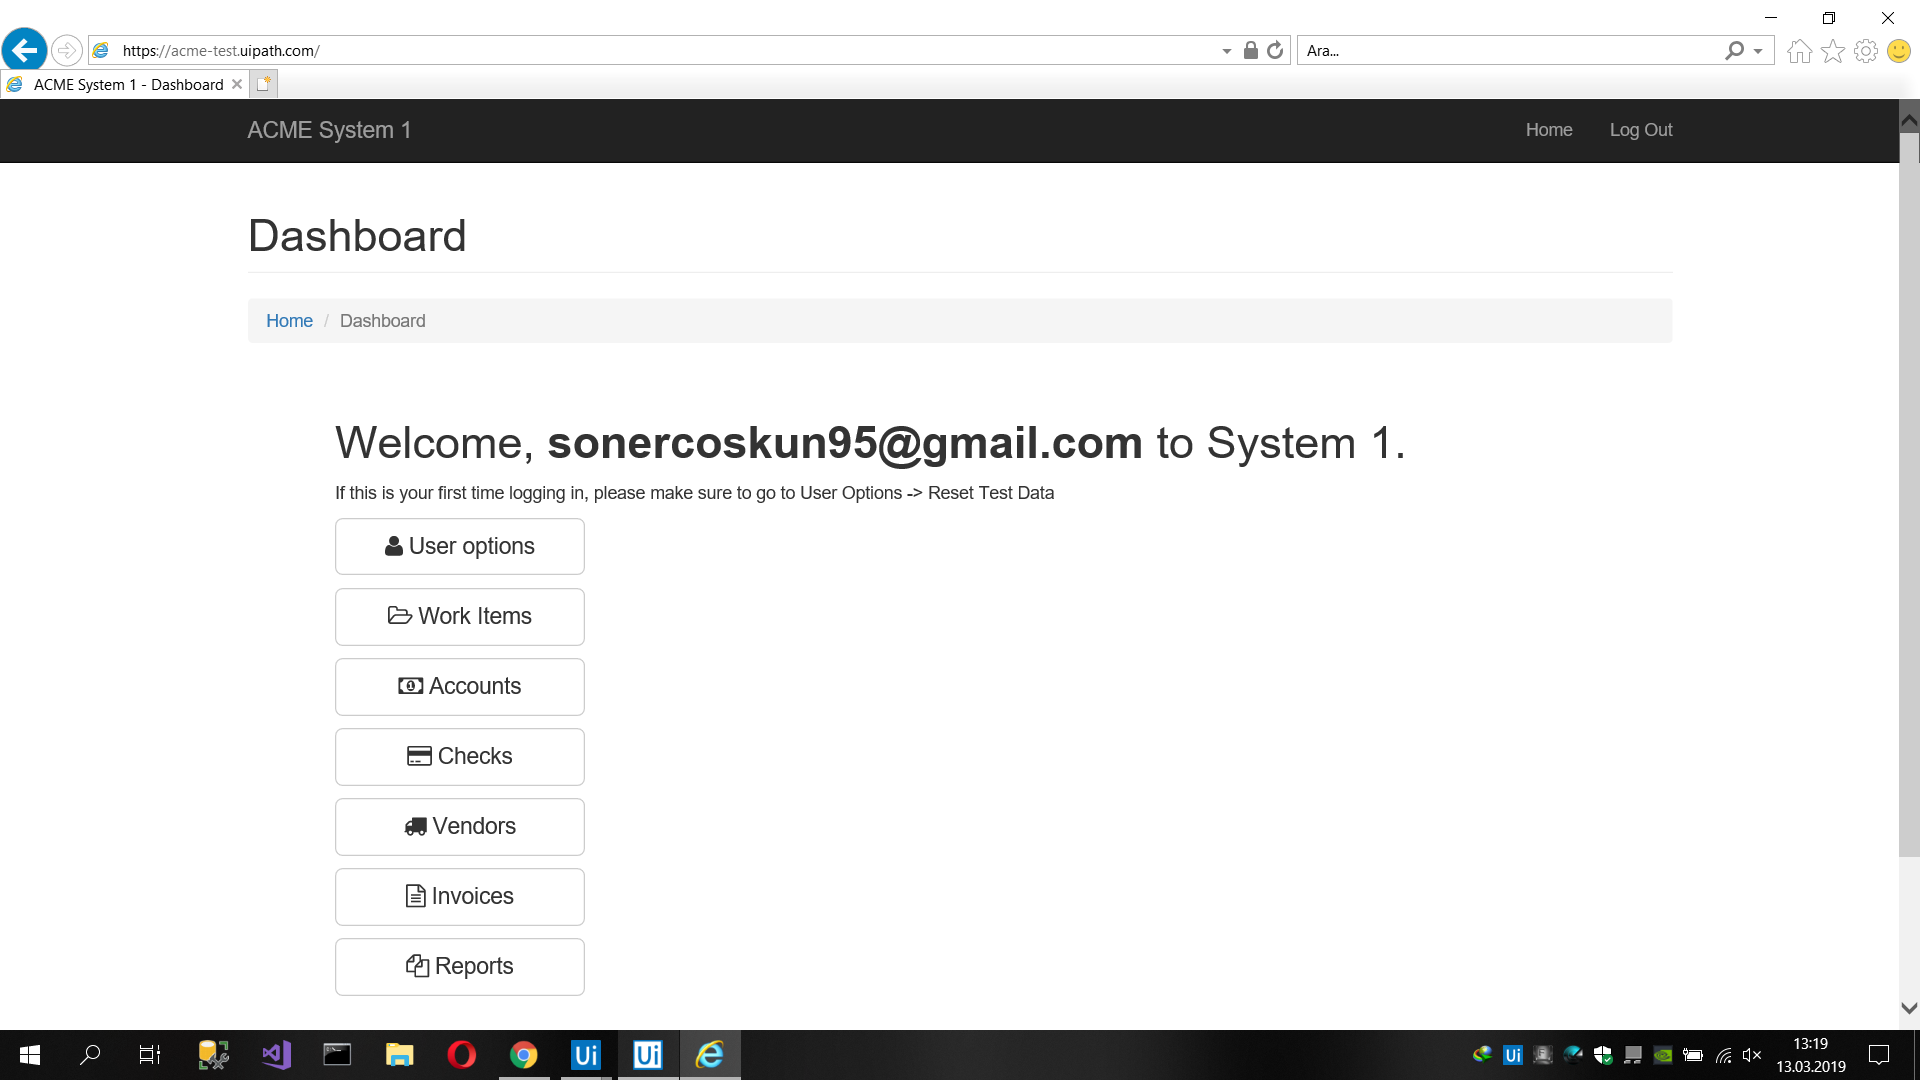 https://acme-test.uipath.com/
Ara...
ACME System 1 - Dashboard
ACME System 1
Home
Log Out
Dashboard
Home / Dashboard
Welcome, sonercoskun95@gmail.com to System 1.
If this is your first time logging in, please make sure to go to User Options -> Reset Test Data
User options
Work Items
Accounts
Checks
Vendors
Invoices
Reports
Ui
Ui
Ui
13:19
13.03.2019